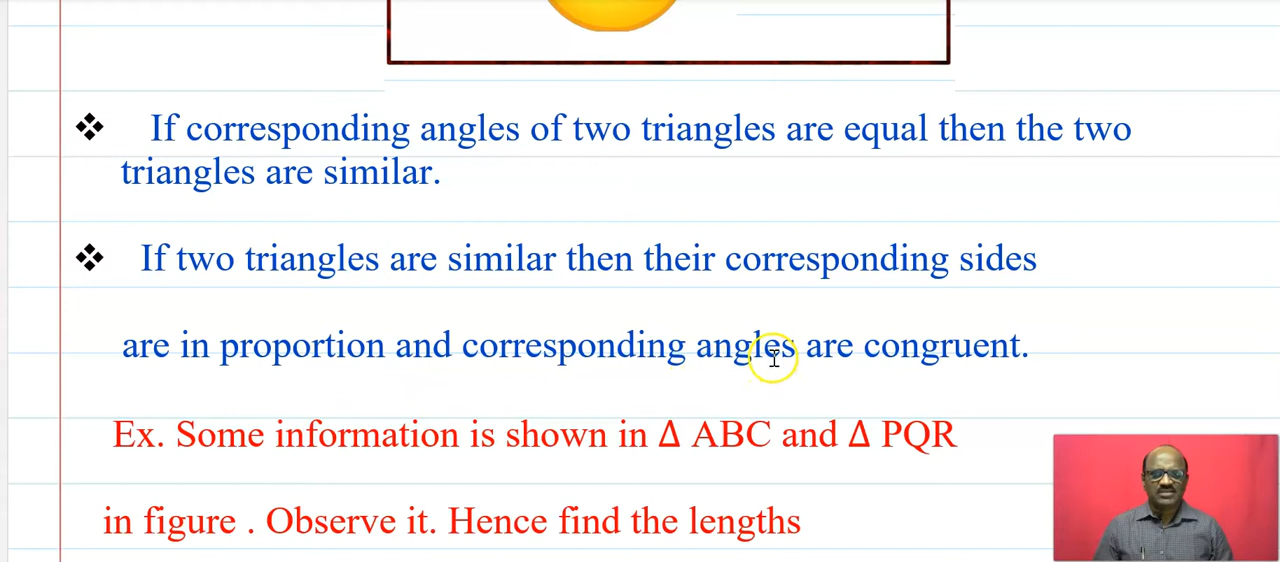 ❖ If corresponding angles of two triangles are equal then the two
triangles are similar.
❖ If two triangles are similar then their corresponding sides
are in proportion and corresponding angles are congruent.
Ex. Some information is shown in Δ ABC and Δ PQR
in figure . Observe it. Hence find the lengths